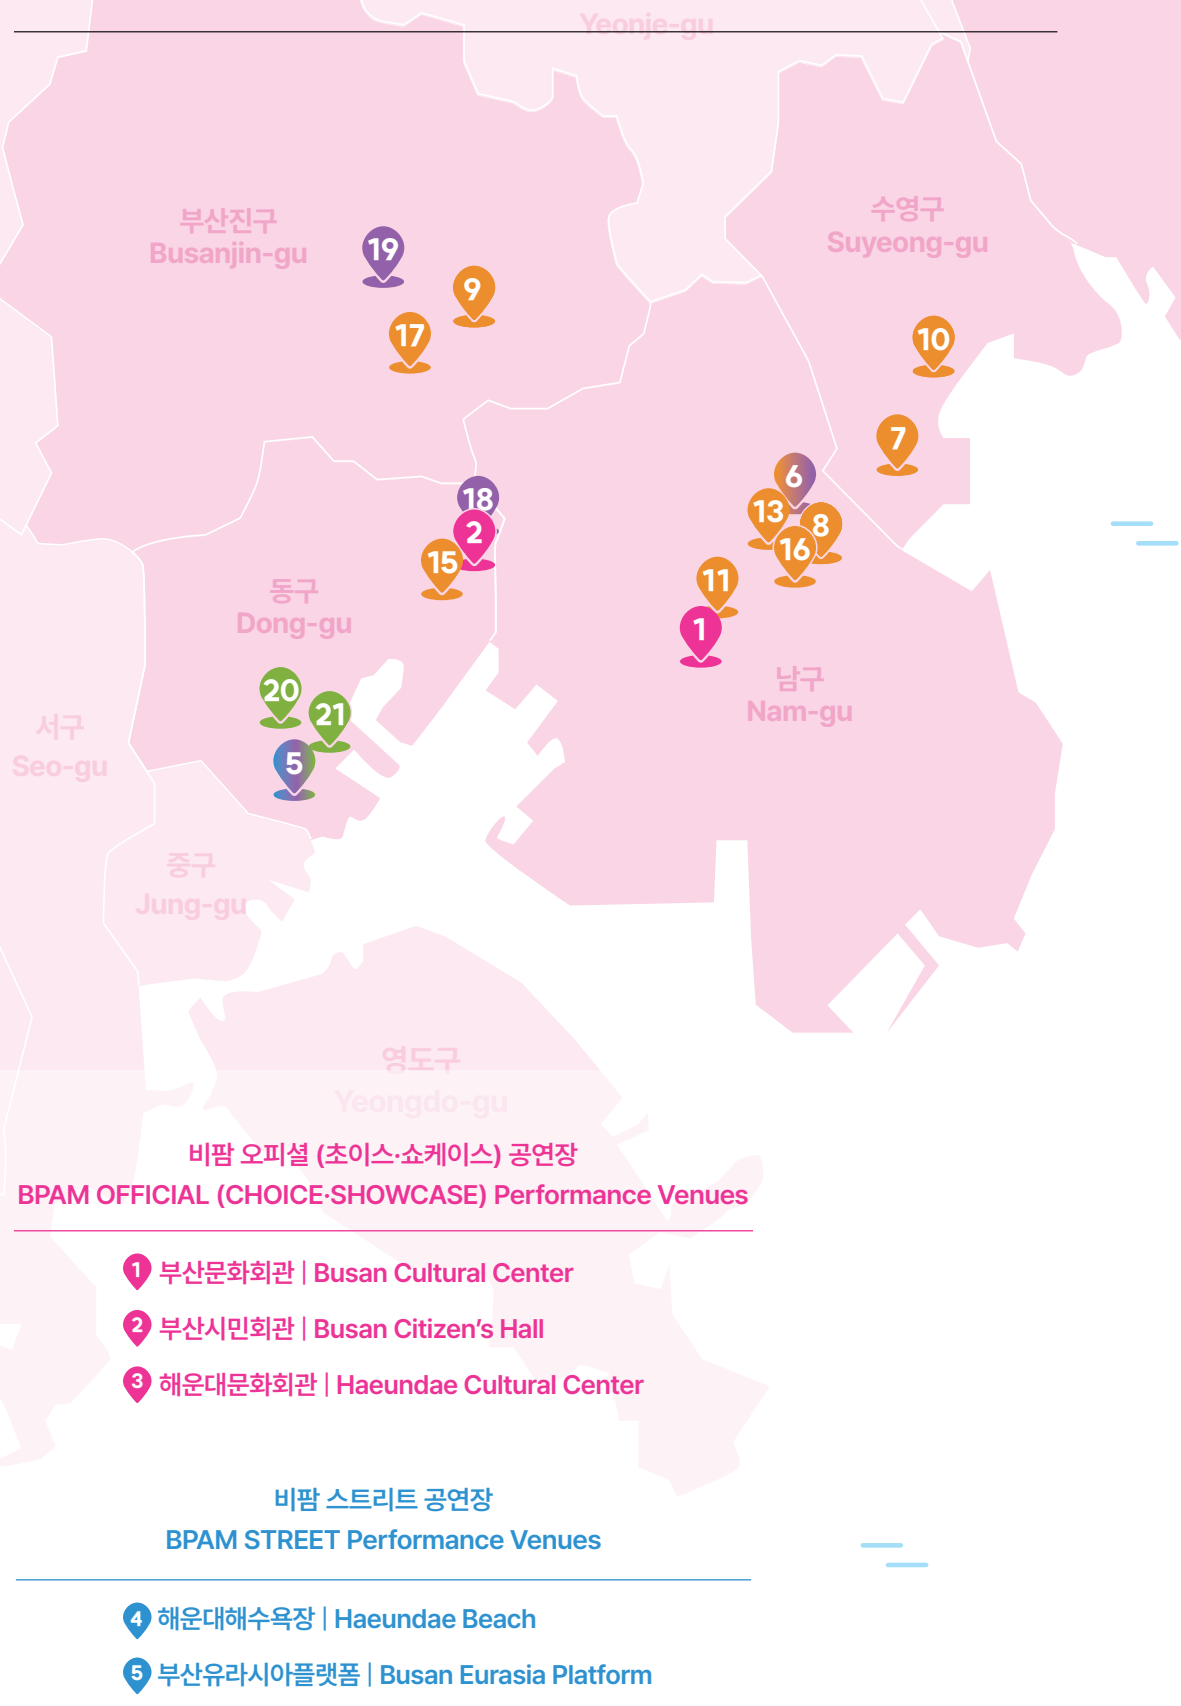 Yeonje-gu
부산진구
Busanjin-gu
수영구
Suyeong-gu
19
9
17
10
7
6
18
13
8
2
16
15
11
1
동구
Dong-gu
남구
Nam-gu
20
21
5
서구
Seo-gu
중구
Jung-gu
영도구
Yeongdo-gu
비팜 오피셜 (초이스·쇼케이스) 공연장
BPAM OFFICIAL (CHOICE·SHOWCASE) Performance Venues
1 부산문화회관 | Busan Cultural Center
2 부산시민회관 | Busan Citizen’s Hall
3 해운대문화회관 | Haeundae Cultural Center
비팜 스트리트 공연장
BPAM STREET Performance Venues
4 해운대해수욕장 | Haeundae Beach
5 부산유라시아플랫폼 | Busan Eurasia Platform